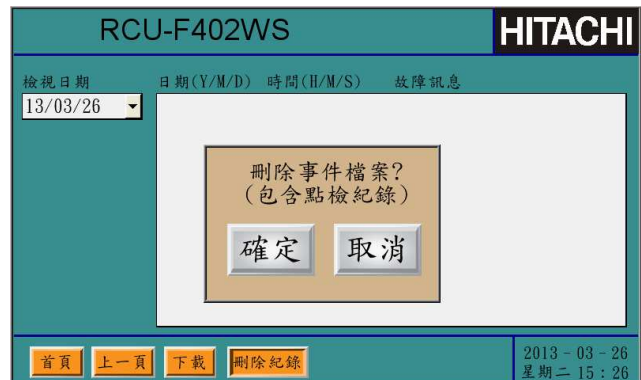 RCU-F402WS
HITACHI
檢視日期
日期(Y/M/D) 時間(H/M/S) 故障訊息
13/03/26
刪除事件檔案?
(包含點檢紀錄)
確定
取消
首頁
上一頁
下載
刪除紀錄
2013-03-26
星期二 15:26